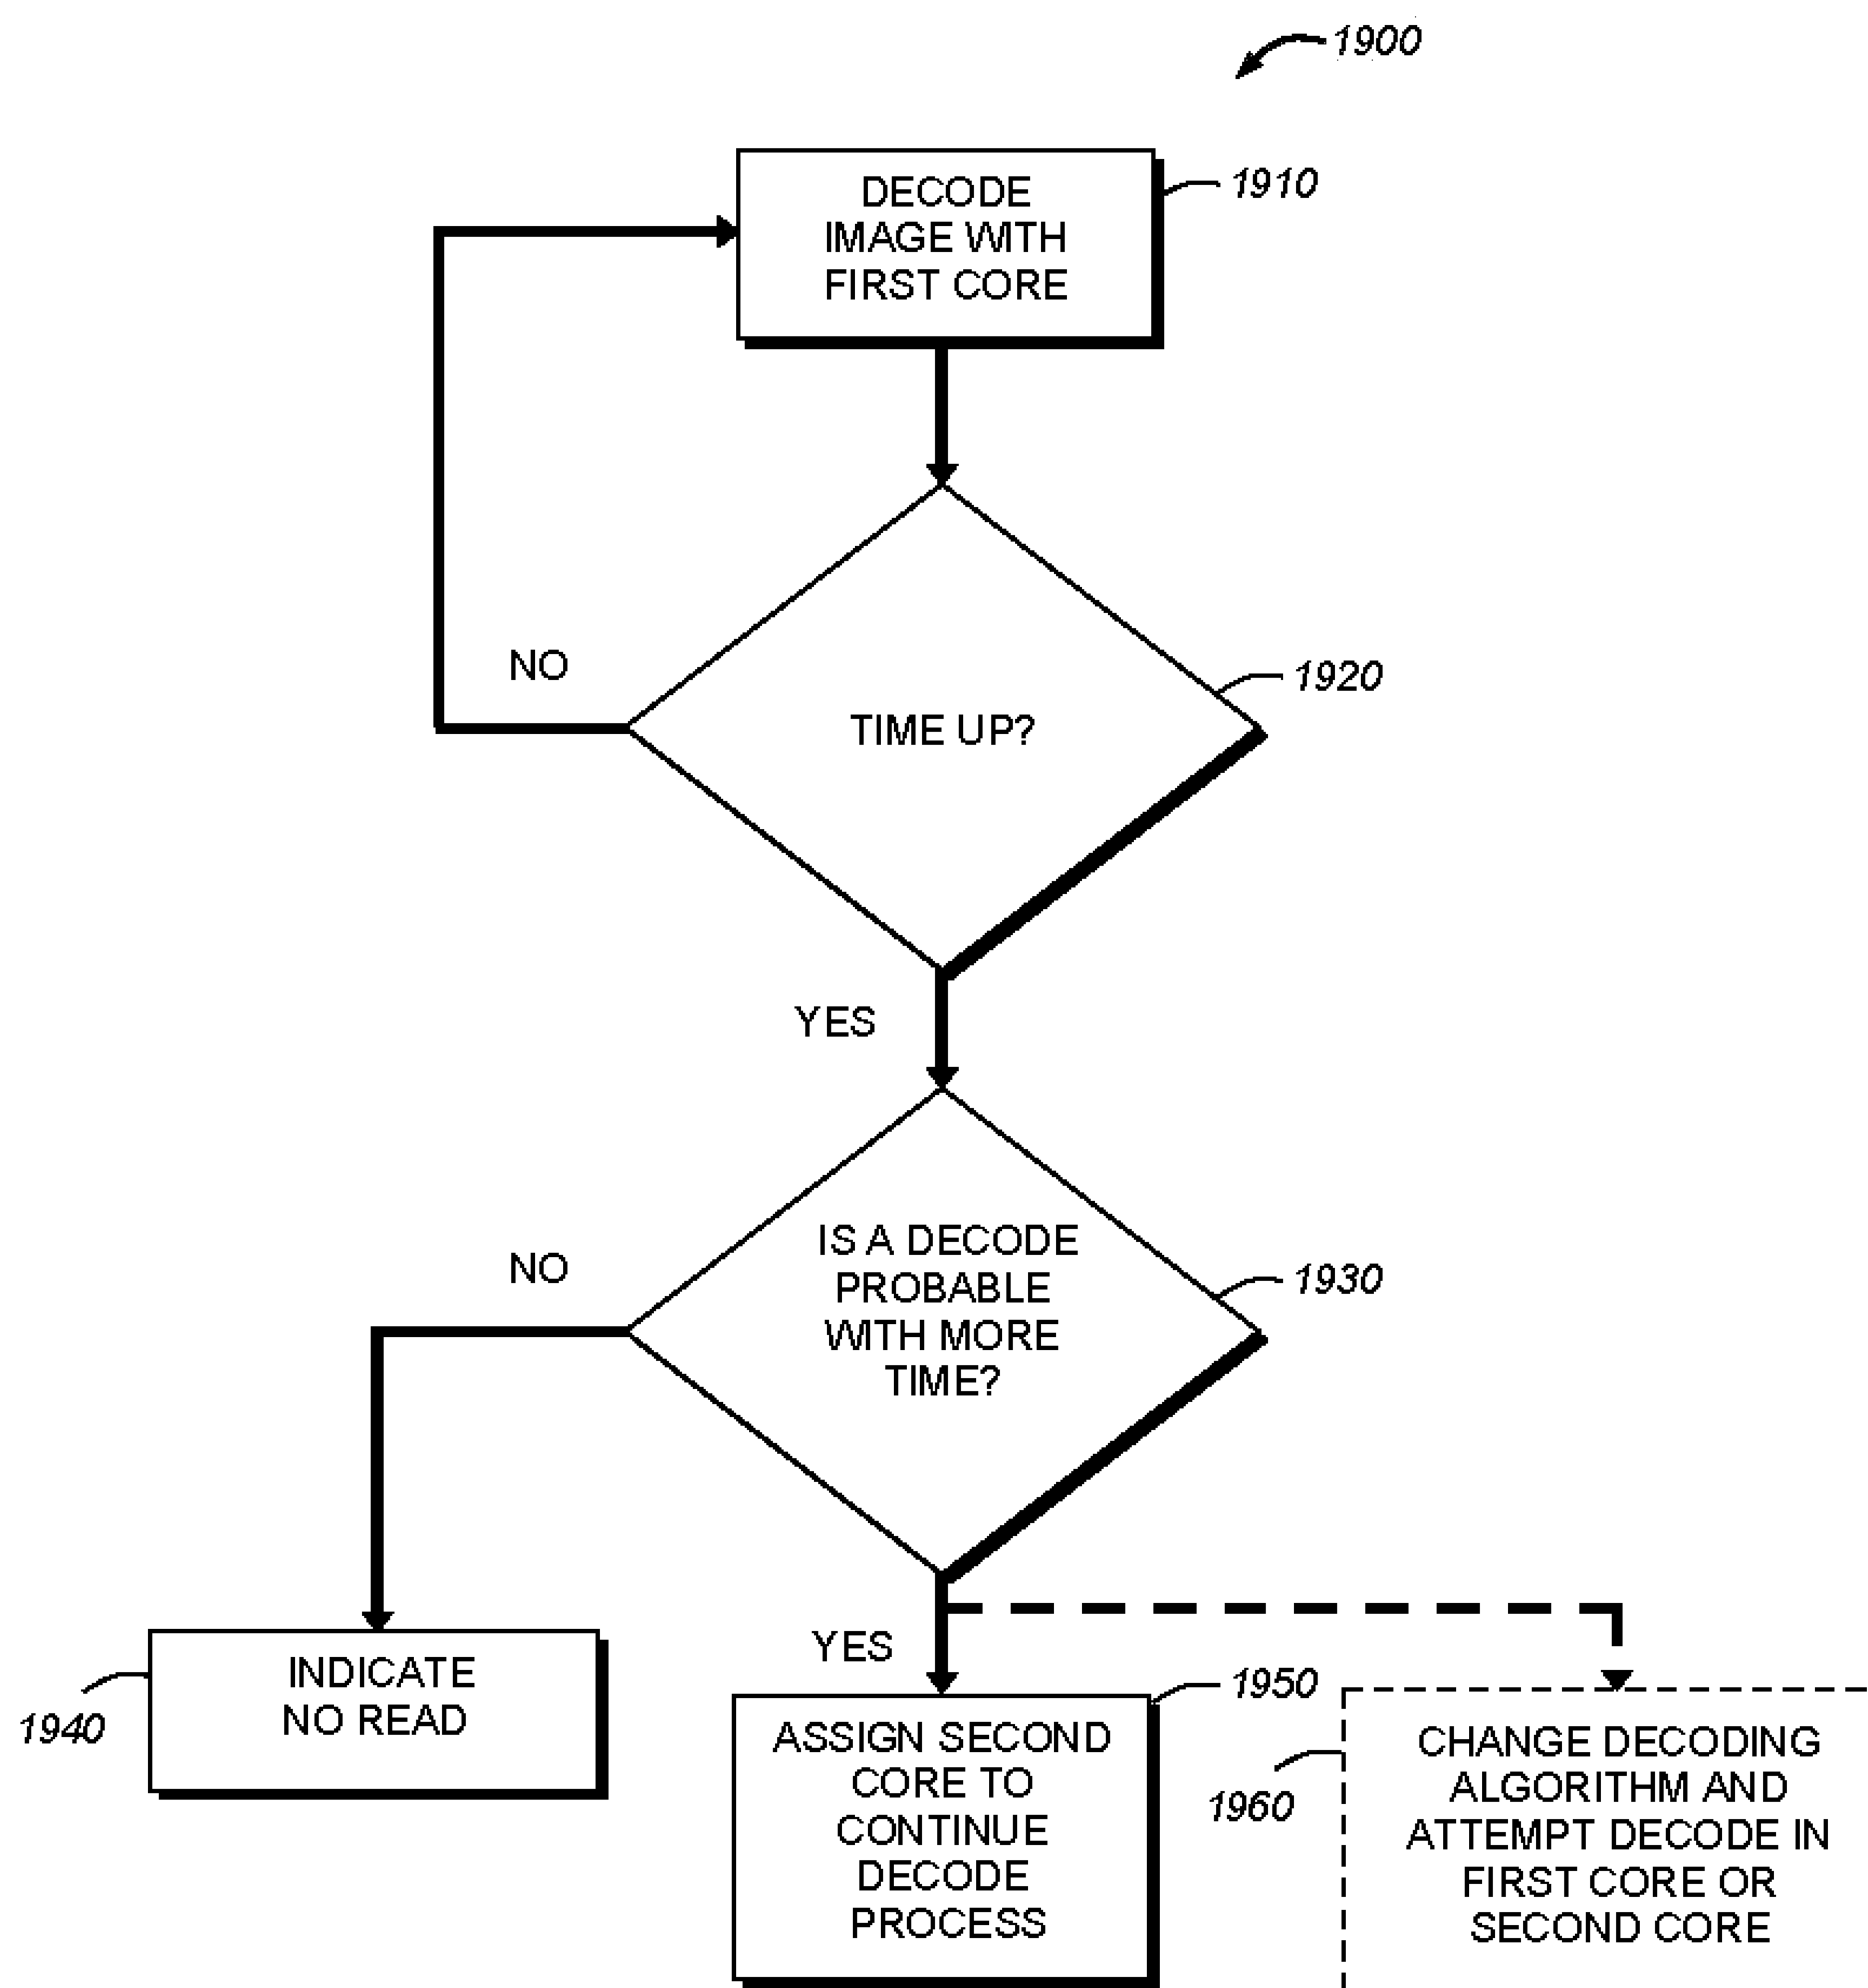 1900
DECODE
IMAGE WITH
FIRST CORE
1910
NO
TIME UP?
1920
YES
NO
IS A DECODE
PROBABLE
WITH MORE
TIME?
1930
YES
INDICATE
NO READ
1940
ASSIGN SECOND
CORE TO
CONTINUE
DECODE
PROCESS
1950
CHANGE DECODING
ALGORITHM AND
ATTEMPT DECODE IN
FIRST CORE OR
SECOND CORE
1960